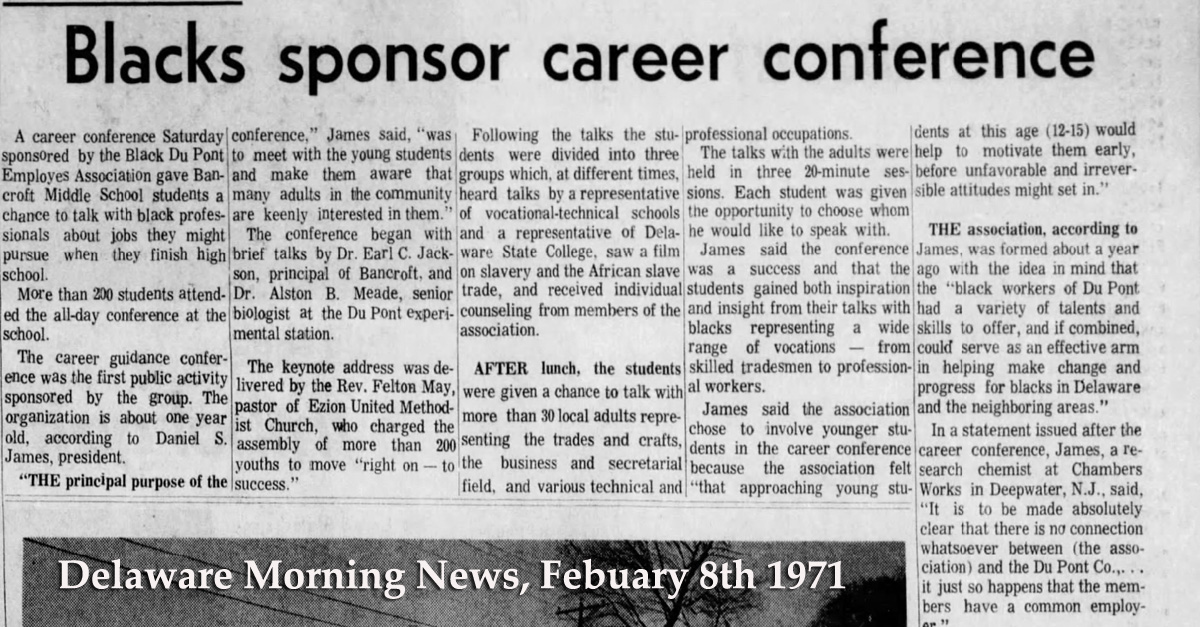 Blacks sponsor career conference
A career conference Saturday
sponsored by the Black Du Pont
Employes Association gave Ban-
croft Middle School students a
chance to talk with black profes-
sionals about jobs they might
pursue when they finish high
school.
More than 200 students attend-
ed the all-day conference at the
school.
The career guidance confer-
ence was the first public activity
sponsored by the group. The
organization is about one year
old, according to Daniel S.
James, president.
"THE principal purpose of the
conference," James said, "was
to meet with the young students
and make them aware that
many adults in the community
are keenly interested in them."
The conference began with
brief talks by Dr. Earl C. Jack-
son, principal of Bancroft, and
Dr. Alston B. Meade, senior
biologist at the Du Pont experi-
mental station.
The keynote address was de-
livered by the Rev. Felton May,
pastor of Ezion United Method-
ist Church, who charged the
assembly of more than 200
youths to move "right on — to
success."
Following the talks the stu-
dents were divided into three
groups which, at different times,
heard talks by a representative
of vocational-technical schools
and a representative of Dela-
ware State College, saw a film
on slavery and the African slave
trade, and received individual
counseling from members of the
association.
AFTER lunch, the students
were given a chance to talk with
more than 30 local adults repre-
senting the trades and crafts,
the business and secretarial
field, and various technical and
professional occupations.
The talks with the adults were
held in three 20-minute ses-
sions. Each student was given
the opportunity to choose whom
he would like to speak with.
James said the conference
was a success and that the
students gained both inspiration
and insight from their talks with
blacks representing a wide
range of vocations — from
skilled tradesmen to profession-
al workers.
James said the association
chose to involve younger stu-
dents in the career conference
because the association felt
"that approaching young stu-
dents at this age (12-15) would
help to motivate them early,
before unfavorable and irrever-
sible attitudes might set in."
THE association, according to
James, was formed about a year
ago with the idea in mind that
the "black workers of Du Pont
had a variety of talents and
skills to offer, and if combined,
could serve as an effective arm
in helping make change and
progress for blacks in Delaware
and the neighboring areas."
In a statement issued after the
career conference, James, a re-
search chemist at Chambers
Works in Deepwater, N.J., said,
"It is to be made absolutely
clear that there is no connection
whatsoever between (the asso-
ciation) and the Du Pont Co.,. . .
it just so happens that the mem-
bers have a common employ-
er."
Delaware Morning News, Febuary 8th 1971